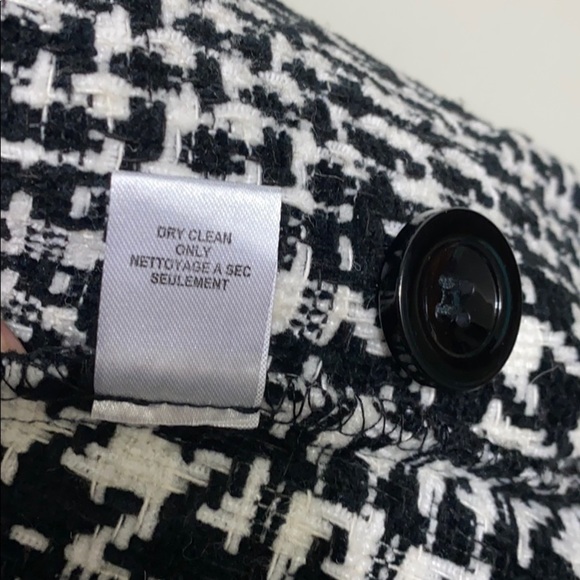 DRY CLEAN
ONLY
NETTOYAGE A SEC
SEULEMENT